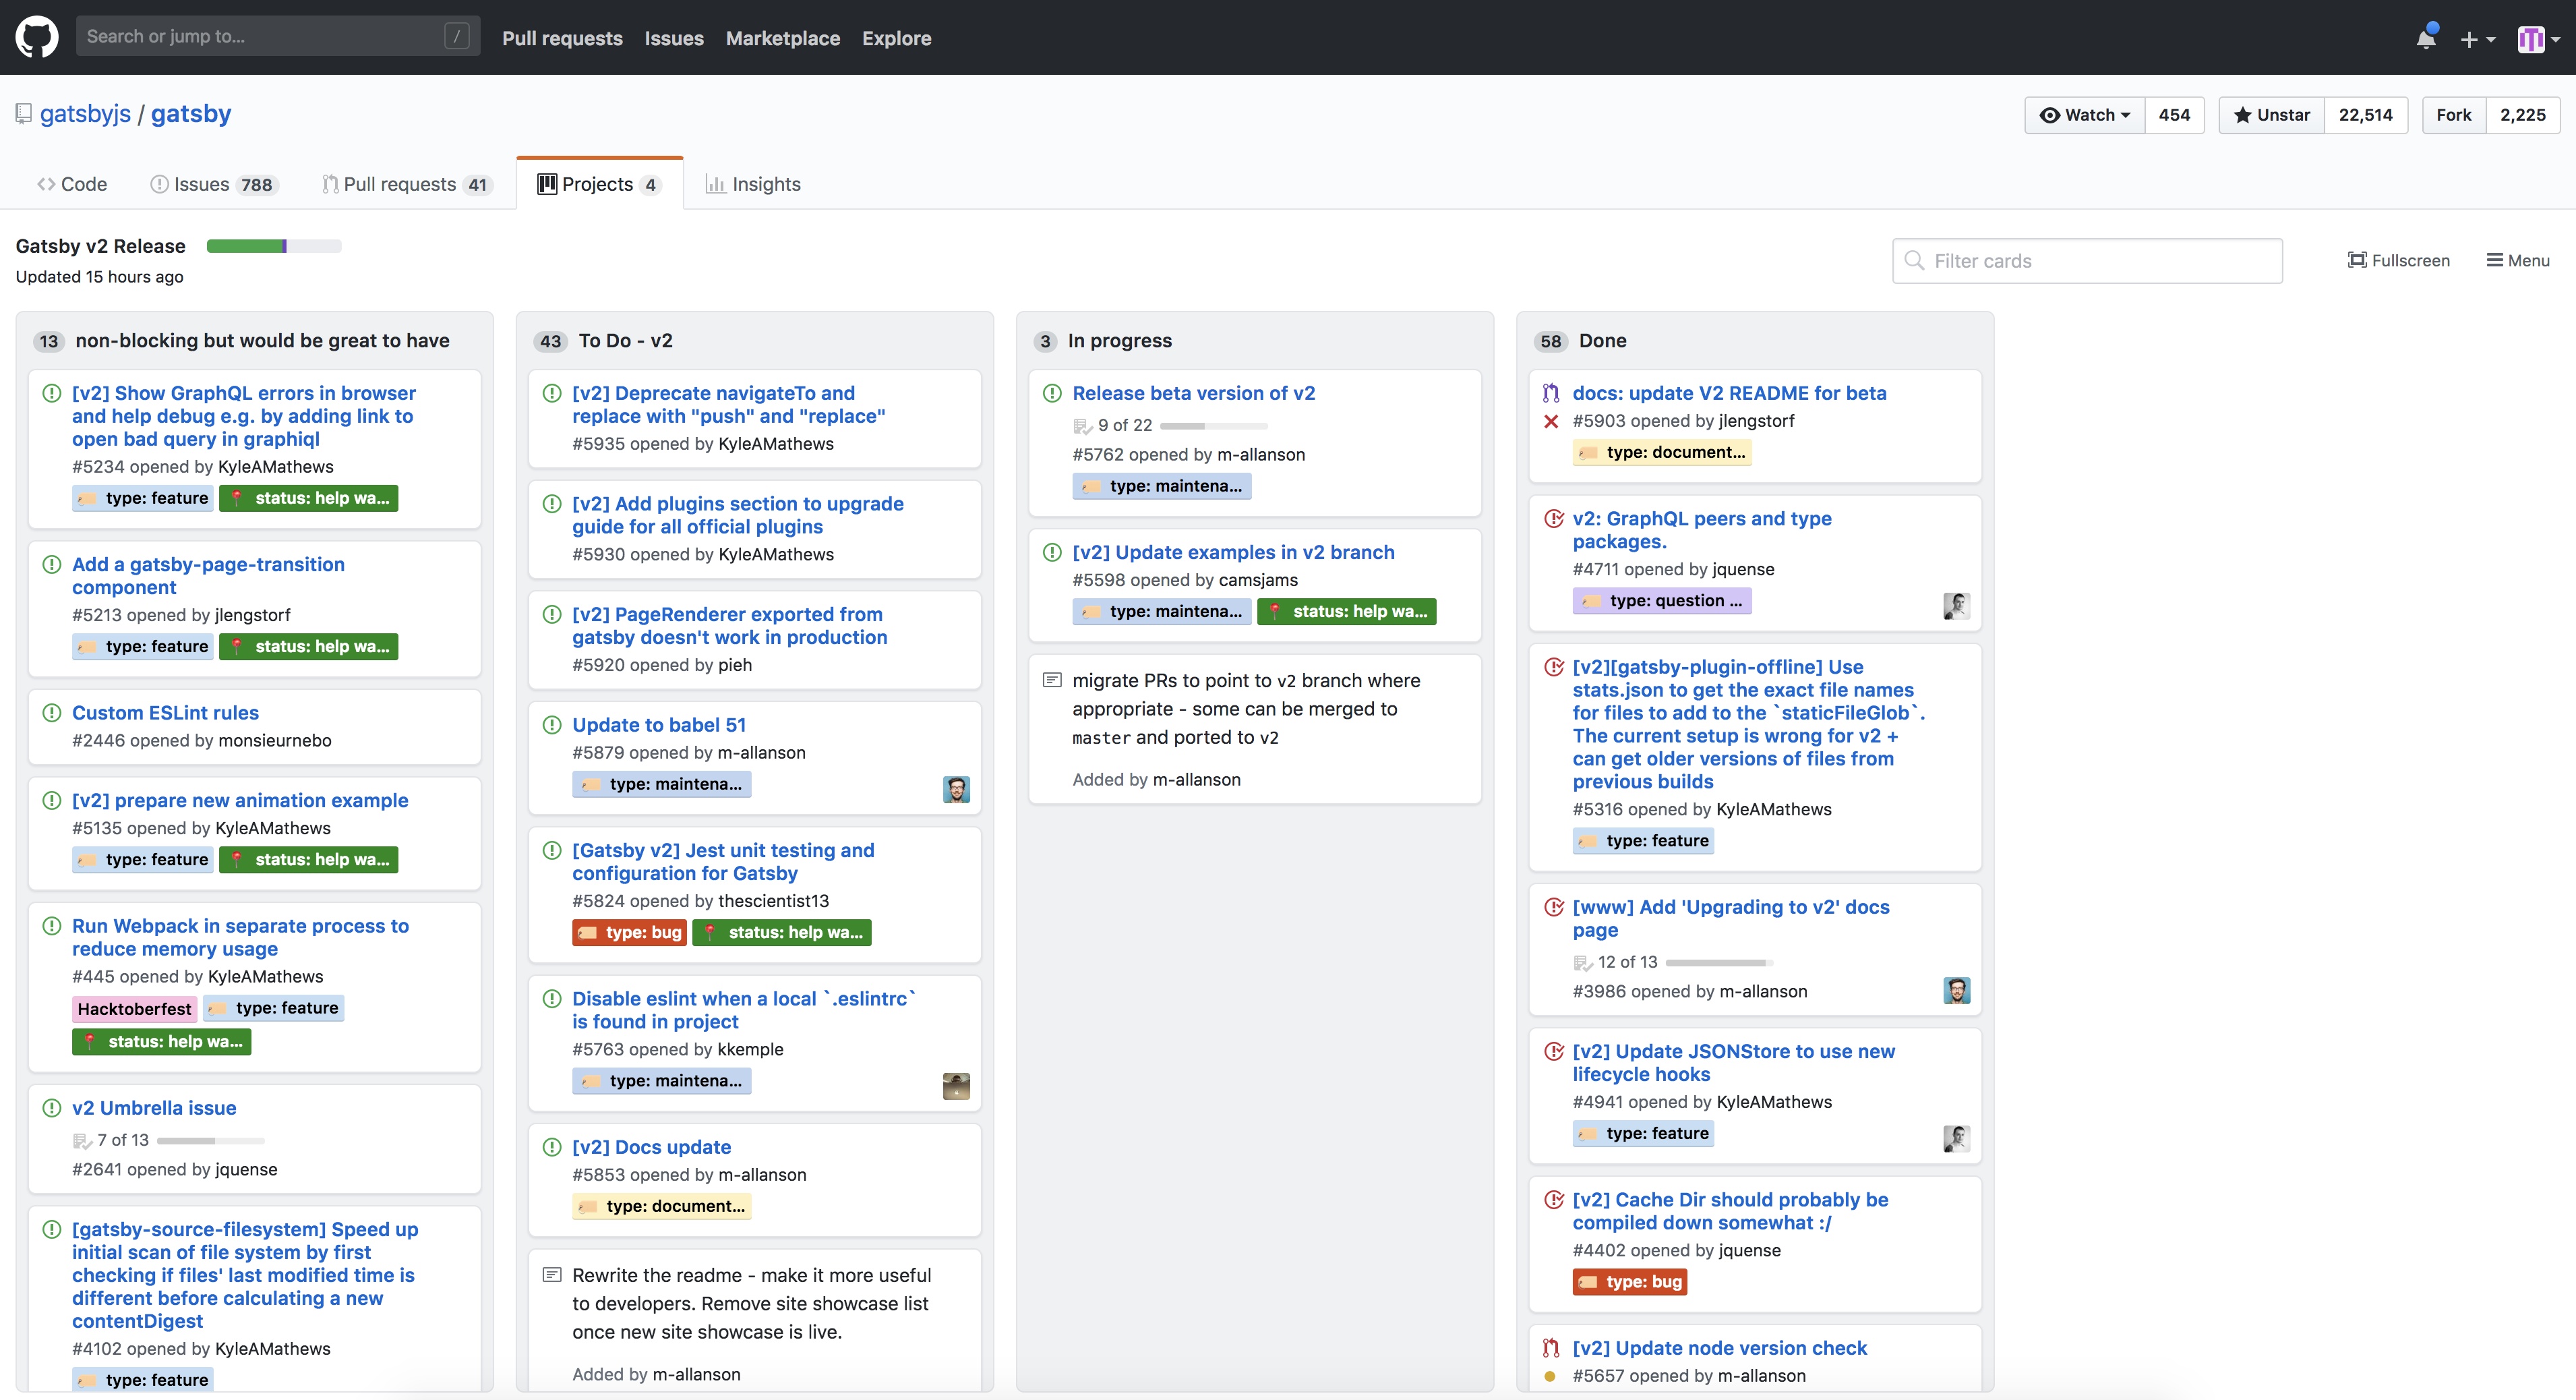 Search or jump to... /
Pull requests Issues Marketplace Explore
gatsbyjs / gatsby
Watch 454 Unstar 22,514 Fork 2,225
Code Issues 788 Pull requests 41 Projects 4 Insights
Gatsby v2 Release
Updated 15 hours ago
Filter cards
Fullscreen Menu
13 non-blocking but would be great to have
[v2] Show GraphQL errors in browser
and help debug e.g. by adding link to
open bad query in graphiql
#5234 opened by KyleAMathews
type: feature status: help wa...
Add a gatsby-page-transition
component
#5213 opened by jlengstorf
type: feature status: help wa...
Custom ESLint rules
#2446 opened by monsieurnebo
[v2] prepare new animation example
#5135 opened by KyleAMathews
type: feature status: help wa...
Run Webpack in separate process to
reduce memory usage
#445 opened by KyleAMathews
Hacktoberfest type: feature
status: help wa...
v2 Umbrella issue
7 of 13
#2641 opened by jquense
[gatsby-source-filesystem] Speed up
initial scan of file system by first
checking if files' last modified time is
different before calculating a new
contentDigest
#4102 opened by KyleAMathews
type: feature
43 To Do - v2
[v2] Deprecate navigateTo and
replace with "push" and "replace"
#5935 opened by KyleAMathews
[v2] Add plugins section to upgrade
guide for all official plugins
#5930 opened by KyleAMathews
[v2] PageRenderer exported from
gatsby doesn't work in production
#5920 opened by pieh
Update to babel 51
#5879 opened by m-allanson
type: maintena...
[Gatsby v2] Jest unit testing and
configuration for Gatsby
#5824 opened by thescientist13
type: bug status: help wa...
Disable eslint when a local `.eslintrc`
is found in project
#5763 opened by kkemple
type: maintena...
[v2] Docs update
#5853 opened by m-allanson
type: document...
Rewrite the readme - make it more useful
to developers. Remove site showcase list
once new site showcase is live.
Added by m-allanson
3 In progress
Release beta version of v2
9 of 22
#5762 opened by m-allanson
type: maintena...
[v2] Update examples in v2 branch
#5598 opened by camsjams
type: maintena... status: help wa...
migrate PRs to point to v2 branch where
appropriate - some can be merged to
master and ported to v2
Added by m-allanson
58 Done
docs: update V2 README for beta
#5903 opened by jlengstorf
type: document...
v2: GraphQL peers and type
packages.
#4711 opened by jquense
type: question ...
[v2][gatsby-plugin-offline] Use
stats.json to get the exact file names
for files to add to the `staticFileGlob`.
The current setup is wrong for v2 +
can get older versions of files from
previous builds
#5316 opened by KyleAMathews
type: feature
[www] Add 'Upgrading to v2' docs
page
12 of 13
#3986 opened by m-allanson
[v2] Update JSONStore to use new
lifecycle hooks
#4941 opened by KyleAMathews
type: feature
[v2] Cache Dir should probably be
compiled down somewhat :/
#4402 opened by jquense
type: bug
[v2] Update node version check
#5657 opened by m-allanson